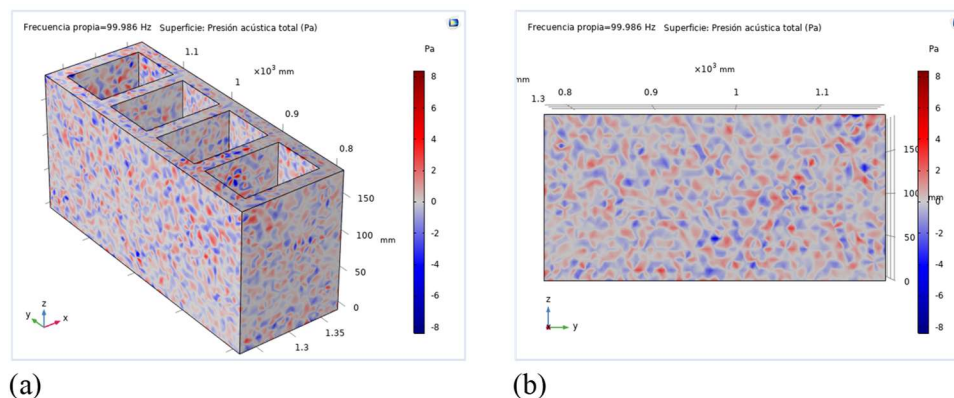 Frecuencia propia=99.986 Hz Superficie: Presión acústica total (Pa)
Pa
8
6
4
2
0
-2
-4
-6
-8
1.1
×10³ mm
1
0.9
0.8
150
100
mm
50
0
1.35
1.3
z
y
x
(a)
Frecuencia propia=99.986 Hz Superficie: Presión acústica total (Pa)
Pa
×10³ mm
mm
1.3
0.8
0.9
1
1.1
150
100
mm
50
0
8
6
4
2
0
-2
-4
-6
-8
z
y
(b)